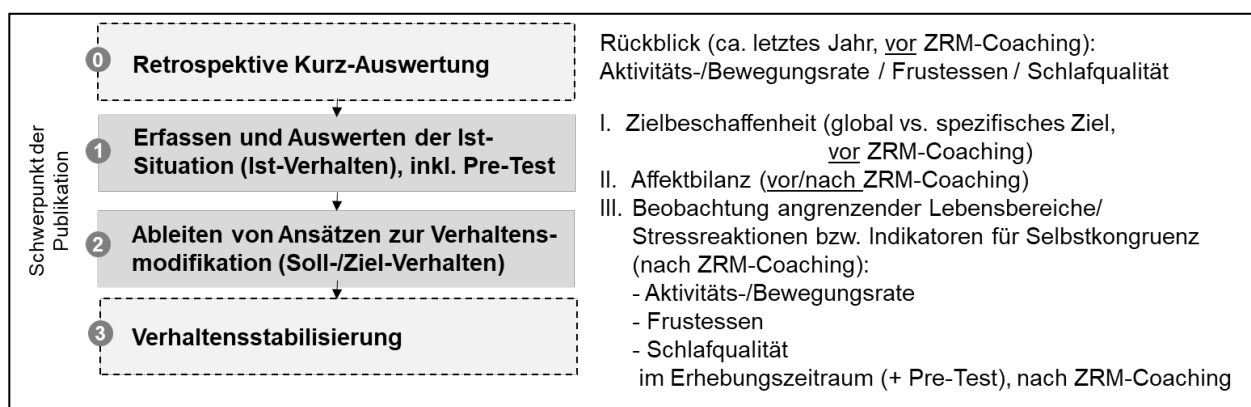 Schwerpunkt der
Publikation
0
Retrospektive Kurz-Auswertung
1
Erfassen und Auswerten der Ist-
Situation (Ist-Verhalten), inkl. Pre-Test
2
Ableiten von Ansätzen zur Verhaltens-
modifikation (Soll-/Ziel-Verhalten)
3
Verhaltensstabilisierung
Rückblick (ca. letztes Jahr, vor ZRM-Coaching):
Aktivitäts-/Bewegungsrate / Frustessen / Schlafqualität
I. Zielbeschaffenheit (global vs. spezifisches Ziel,
vor ZRM-Coaching)
II. Affektbilanz (vor/nach ZRM-Coaching)
III. Beobachtung angrenzender Lebensbereiche/
Stressreaktionen bzw. Indikatoren für Selbstkongruenz
(nach ZRM-Coaching):
- Aktivitäts-/Bewegungsrate
- Frustessen
- Schlafqualität
im Erhebungszeitraum (+ Pre-Test), nach ZRM-Coaching